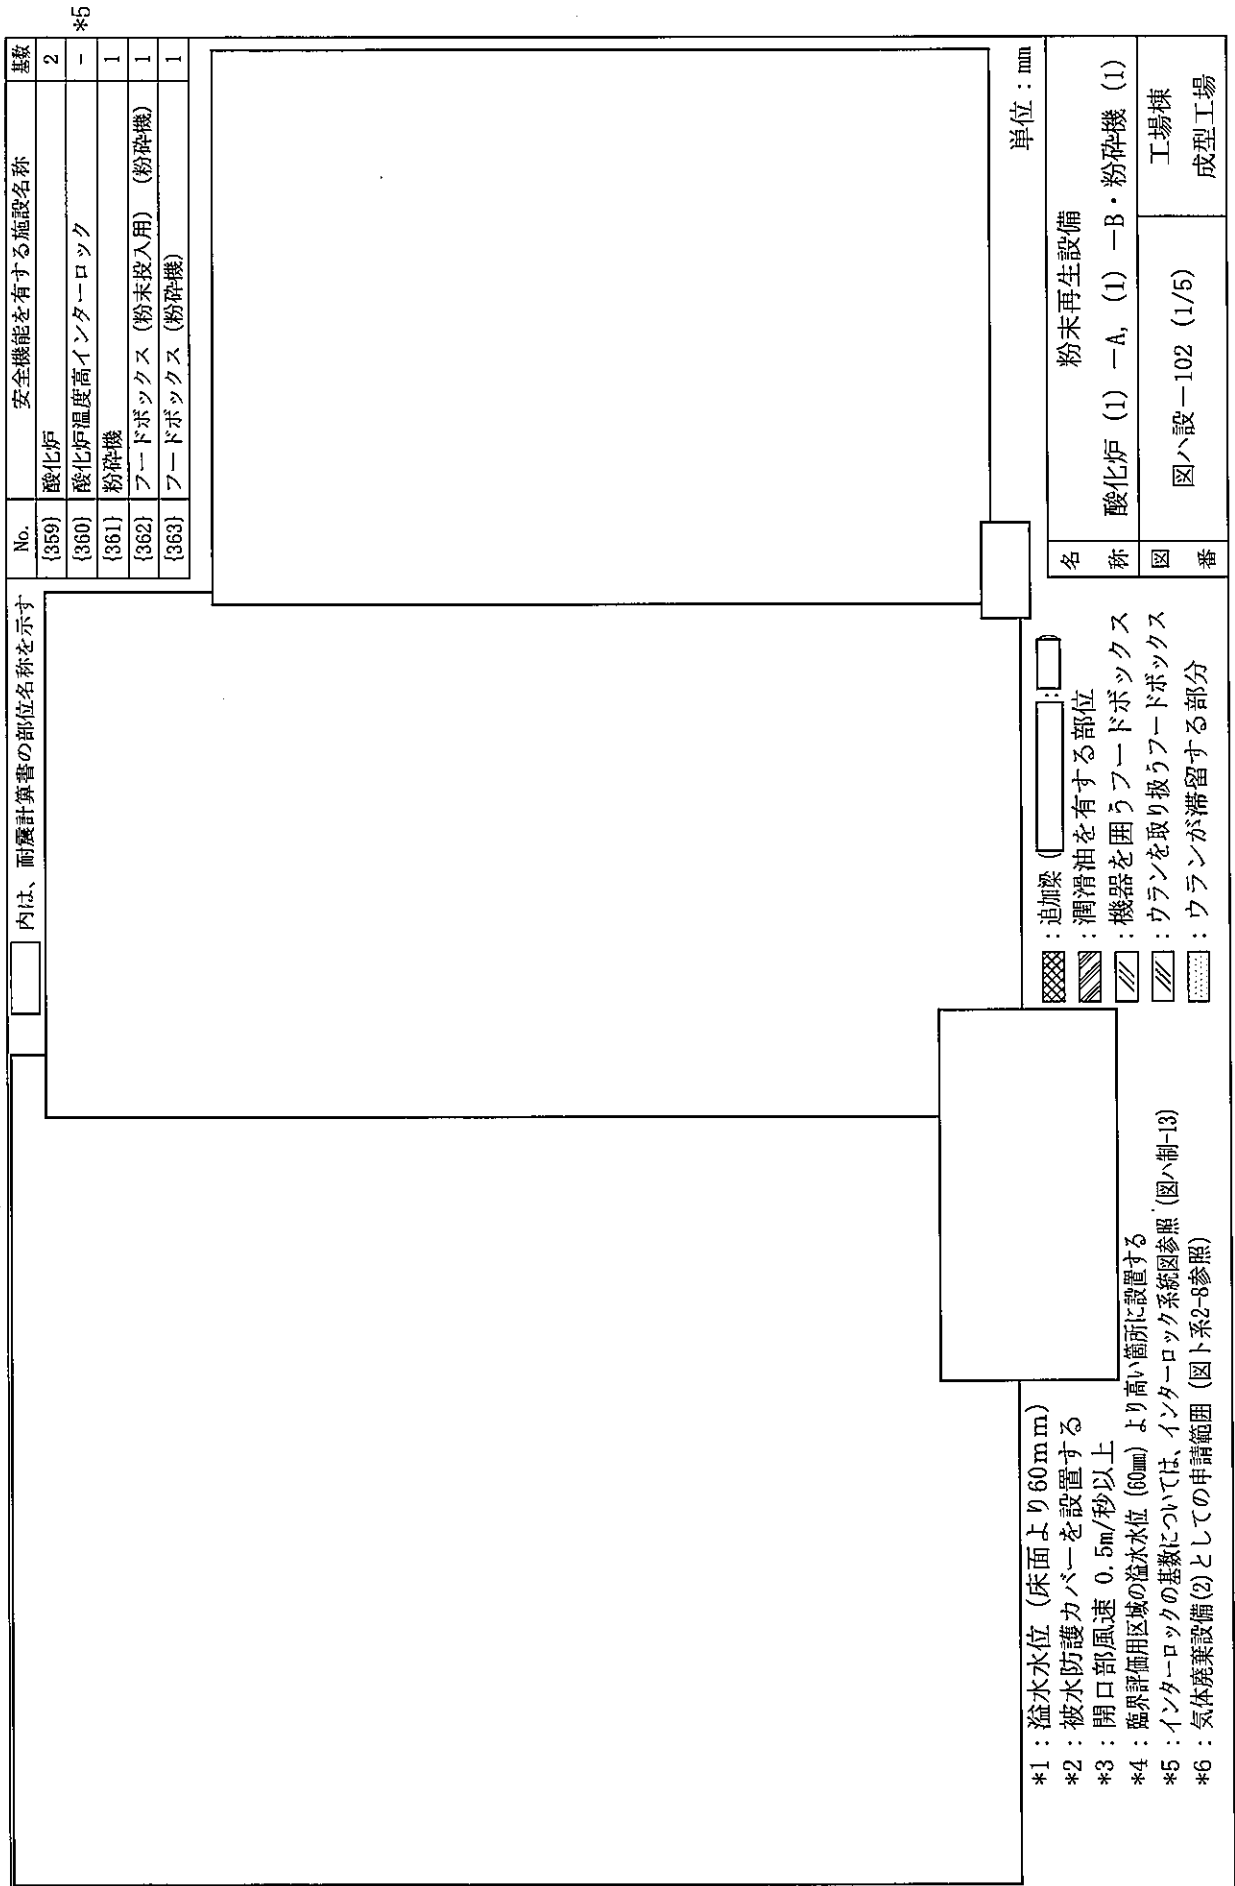 内は、耐震計算書の部位名称を示す
No. 安全機能を有する施設名称 基数
{359} 酸化炉 2
{360} 酸化炉温度高インターロック － *5
{361} 粉砕機 1
{362} フードボックス（粉末投入用）（粉砕機） 1
{363} フードボックス（粉砕機） 1
単位：mm
*1：溢水水位（床面より60mm）
*2：被水防護カバーを設置する
*3：開口部風速 0.5m/秒以上
*4：臨界評価用区域の溢水水位（60mm）より高い箇所に設置する
*5：インターロックの基数については、インターロック系統図参照（図ハ制-13）
*6：気体廃棄設備(2)としての申請範囲（図ト系2-8参照）
：追加梁（ ： ）
：潤滑油を有する部位
：機器を囲うフードボックス
：ウランを取り扱うフードボックス
：ウランが滞留する部分
名称 粉末再生設備
酸化炉（1）－A,（1）－B・粉砕機（1）
図番 図ハ設－102（1/5） 工場棟
成型工場